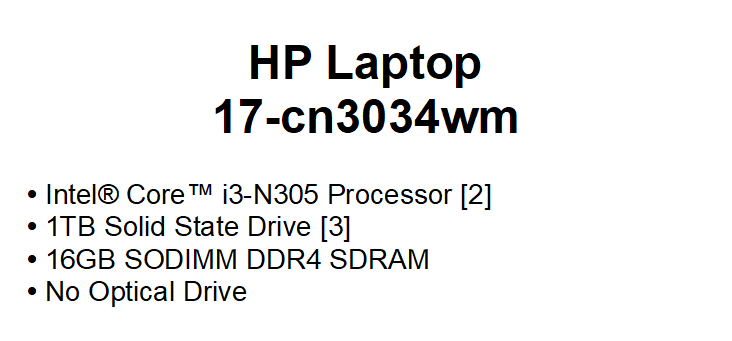 HP Laptop
17-cn3034wm
• Intel® Core™ i3-N305 Processor [2]
• 1TB Solid State Drive [3]
• 16GB SODIMM DDR4 SDRAM
• No Optical Drive